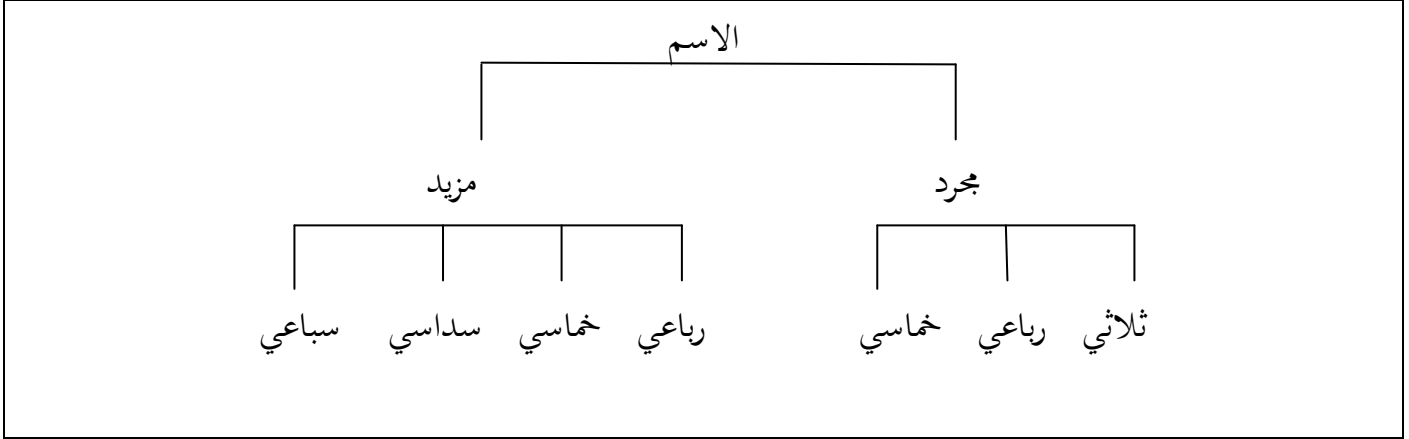 الاسم
مجرد مزيد
ثلاثي رباعي خماسي رباعي خماسي سداسي سباعي